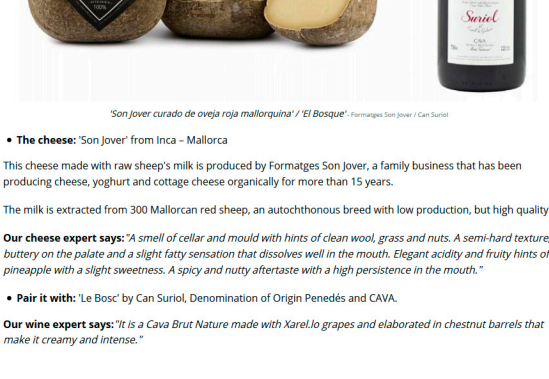 100%
Suriol
CAVA
'Son Jover curado de oveja roja mallorquina' / 'El Bosque' - Formatges Son Jover / Can Suriol
• The cheese: 'Son Jover' from Inca – Mallorca
This cheese made with raw sheep's milk is produced by Formatges Son Jover, a family business that has been
producing cheese, yoghurt and cottage cheese organically for more than 15 years.
The milk is extracted from 300 Mallorcan red sheep, an autochthonous breed with low production, but high quality
Our cheese expert says:"A smell of cellar and mould with hints of clean wool, grass and nuts. A semi-hard texture,
buttery on the palate and a slight fatty sensation that dissolves well in the mouth. Elegant acidity and fruity hints of
pineapple with a slight sweetness. A spicy and nutty aftertaste with a high persistence in the mouth."
• Pair it with: 'Le Bosc' by Can Suriol, Denomination of Origin Penedés and CAVA.
Our wine expert says:"It is a Cava Brut Nature made with Xarel.lo grapes and elaborated in chestnut barrels that
make it creamy and intense."